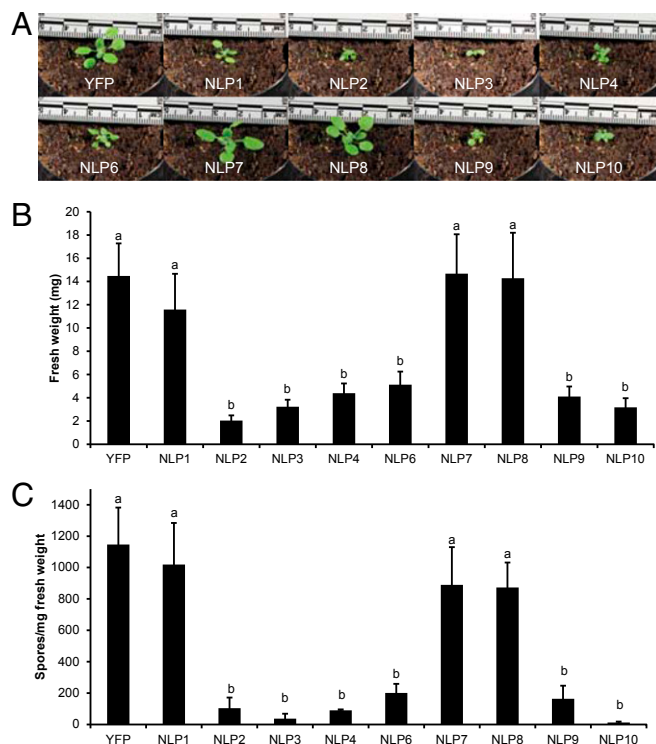 A
YFP NLP1 NLP2 NLP3 NLP4
NLP6 NLP7 NLP8 NLP9 NLP10
B
Fresh weight (mg)
20
18
16
14
12
10
8
6
4
2
0
a a b b b b a a b b
YFP NLP1 NLP2 NLP3 NLP4 NLP6 NLP7 NLP8 NLP9 NLP10
C
Spores/mg fresh weight
1400
1200
1000
800
600
400
200
0
a a b b b b a a b b
YFP NLP1 NLP2 NLP3 NLP4 NLP6 NLP7 NLP8 NLP9 NLP10